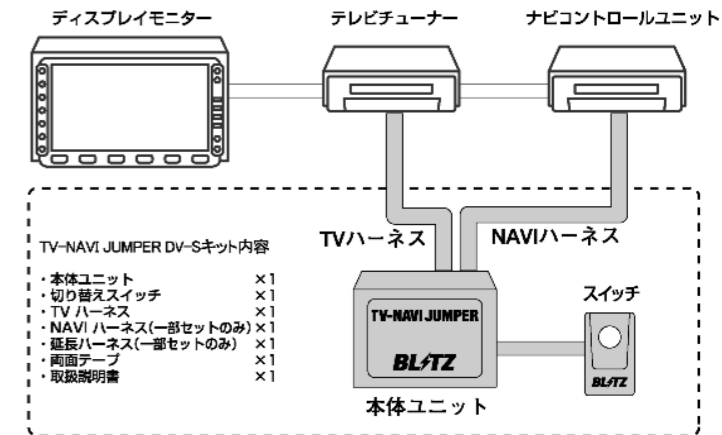 ディスプレイモニター
テレビチューナー
ナビコントロールユニット
TV-NAVI JUMPER DV-Sキット内容
・本体ユニット ×1
・切り替えスイッチ ×1
・TV ハーネス ×1
・NAVI ハーネス(一部セットのみ)×1
・延長ハーネス(一部セットのみ) ×1
・両面テープ ×1
・取扱説明書 ×1
TVハーネス
NAVIハーネス
TV-NAVI JUMPER
BLITZ
本体ユニット
スイッチ
BLITZ